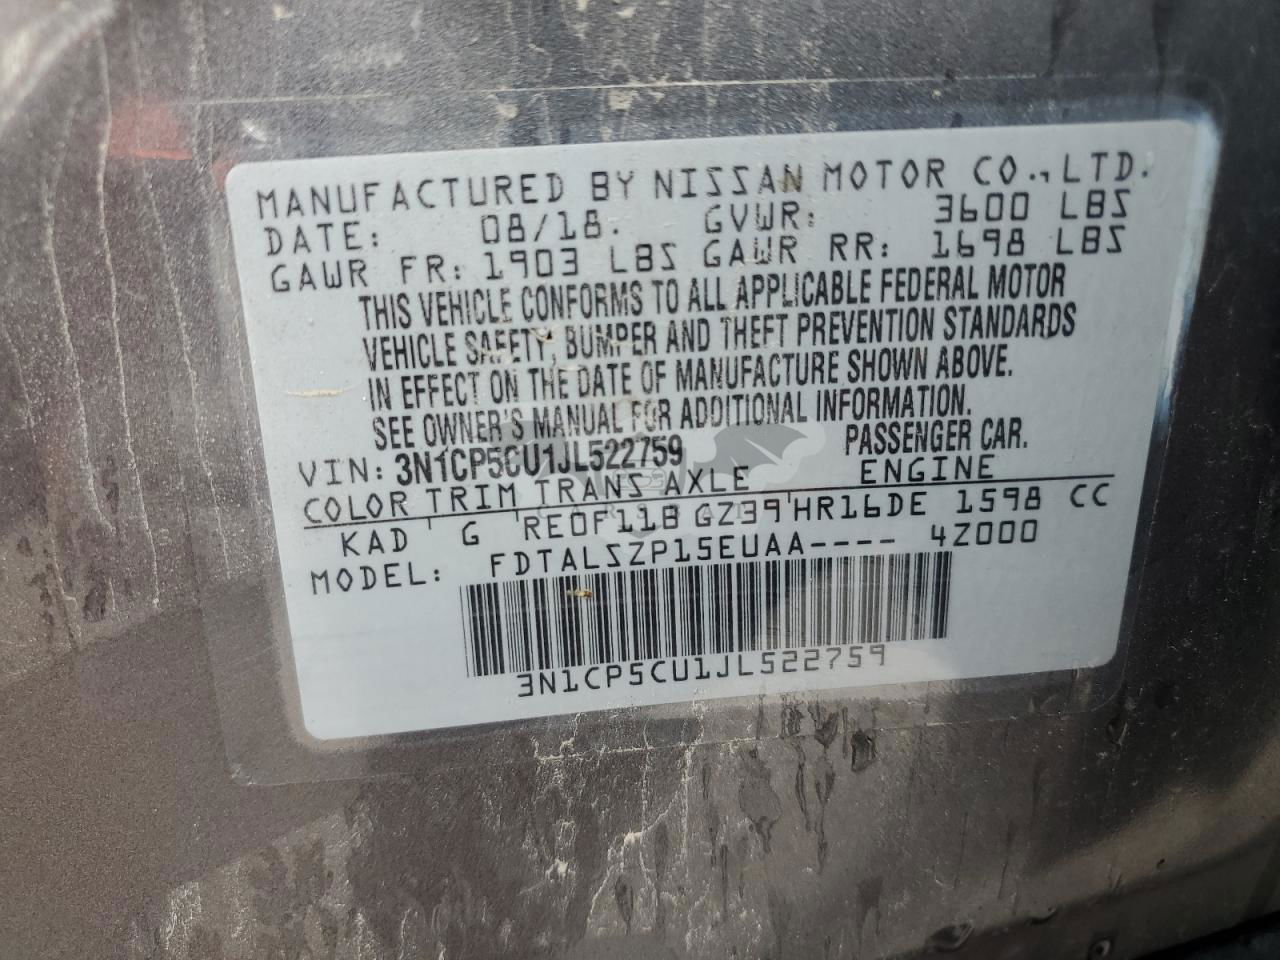 MANUFACTURED BY NISSAN MOTOR CO., LTD.
DATE: 08/18. GVWR: 3600 LBS
GAWR FR: 1903 LBS GAWR RR: 1698 LBS
THIS VEHICLE CONFORMS TO ALL APPLICABLE FEDERAL MOTOR
VEHICLE SAFETY, BUMPER AND THEFT PREVENTION STANDARDS
IN EFFECT ON THE DATE OF MANUFACTURE SHOWN ABOVE.
SEE OWNER'S MANUAL FOR ADDITIONAL INFORMATION.
VIN: 3N1CP5CU1JL522759 PASSENGER CAR.
COLOR TRIM TRANS AXLE ENGINE
KAD G RE0F11B GZ39 HR16DE 1598 CC
MODEL: FDTALSZP15EUAA---- 4Z000
3N1CP5CU1JL522759